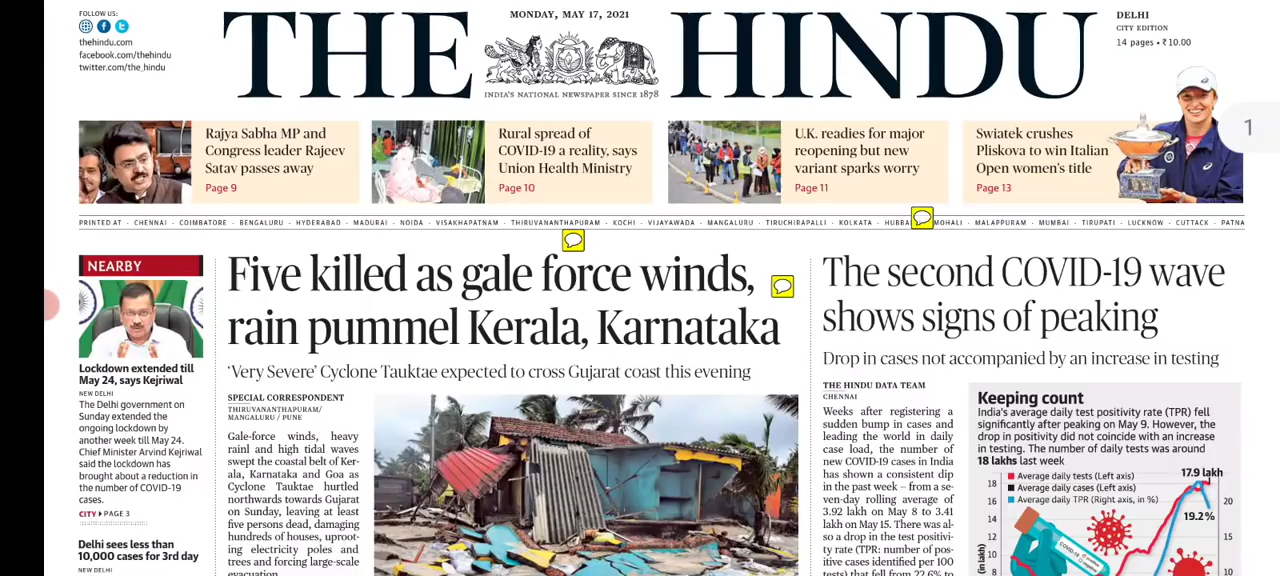 FOLLOW US:
thehindu.com
facebook.com/thehindu
twitter.com/the_hindu
MONDAY, MAY 17, 2021
THE HINDU
INDIA'S NATIONAL NEWSPAPER SINCE 1878
DELHI
CITY EDITION
14 pages • ₹10.00
1
Rajya Sabha MP and
Congress leader Rajeev
Satav passes away
Page 9
Rural spread of
COVID-19 a reality, says
Union Health Ministry
Page 10
U.K. readies for major
reopening but new
variant sparks worry
Page 11
Swiatek crushes
Pliskova to win Italian
Open women's title
Page 13
PRINTED AT · CHENNAI · COIMBATORE · BENGALURU · HYDERABAD · MADURAI · NOIDA · VISAKHAPATNAM · THIRUVANANTHAPURAM · KOCHI · VIJAYAWADA · MANGALURU · TIRUCHIRAPALLI · KOLKATA · HUBBA MOHALI · MALAPPURAM · MUMBAI · TIRUPATI · LUCKNOW · CUTTACK · PATNA
NEARBY
Lockdown extended till
May 24, says Kejriwal
NEW DELHI
The Delhi government on
Sunday extended the
ongoing lockdown by
another week till May 24.
Chief Minister Arvind Kejriwal
said the lockdown has
brought about a reduction in
the number of COVID-19
cases.
CITY PAGE 3
Delhi sees less than
10,000 cases for 3rd day
NEW DELHI
Five killed as gale force winds,
rain pummel Kerala, Karnataka
'Very Severe' Cyclone Tauktae expected to cross Gujarat coast this evening
SPECIAL CORRESPONDENT
THIRUVANANTHAPURAM/
MANGALURU / PUNE
Gale-force winds, heavy
rainl and high tidal waves
swept the coastal belt of Ker-
ala, Karnataka and Goa as
Cyclone Tauktae hurtled
northwards towards Gujarat
on Sunday, leaving at least
five persons dead, damaging
hundreds of houses, uproot-
ing electricity poles and
trees and forcing large-scale
evacuation.
The second COVID-19 wave
shows signs of peaking
Drop in cases not accompanied by an increase in testing
THE HINDU DATA TEAM
CHENNAI
Weeks after registering a
sudden bump in cases and
leading the world in daily
case load, the number of
new COVID-19 cases in India
has shown a consistent dip
in the past week – from a se-
ven-day rolling average of
3.92 lakh on May 8 to 3.41
lakh on May 15. There was al-
so a drop in the test positivi-
ty rate (TPR: number of pos-
itive cases identified per 100
tests) that fell from 22.6% to
Keeping count
India's average daily test positivity rate (TPR) fell
significantly after peaking on May 9. However, the
drop in positivity did not coincide with an increase
in testing. The number of daily tests was around
18 lakhs last week
17.9 lakh
Average daily tests (Left axis)
Average daily cases (Left axis)
Average daily TPR (Right axis, in %)
19.2%
18
16
14
12
10
8
(in lakh)
20
15
10
COVID-19